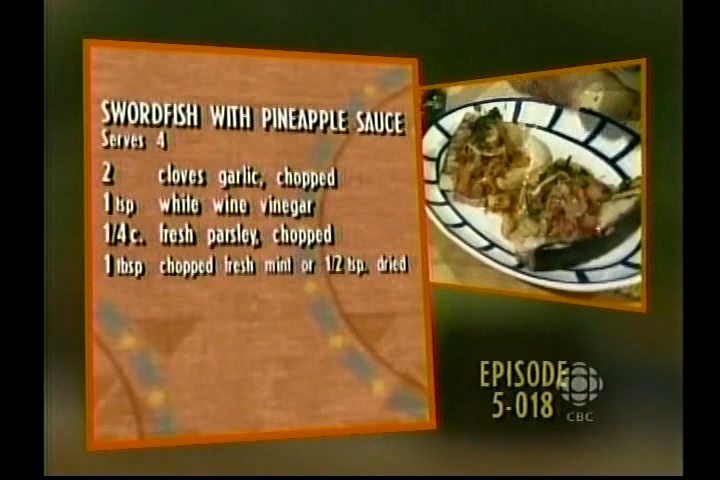 SWORDFISH WITH PINEAPPLE SAUCE
Serves 4
2 cloves garlic, chopped
1 tsp white wine vinegar
1/4 c. fresh parsley, chopped
1 tbsp chopped fresh mint or 1/2 tsp. dried
EPISODE
5-018
CBC